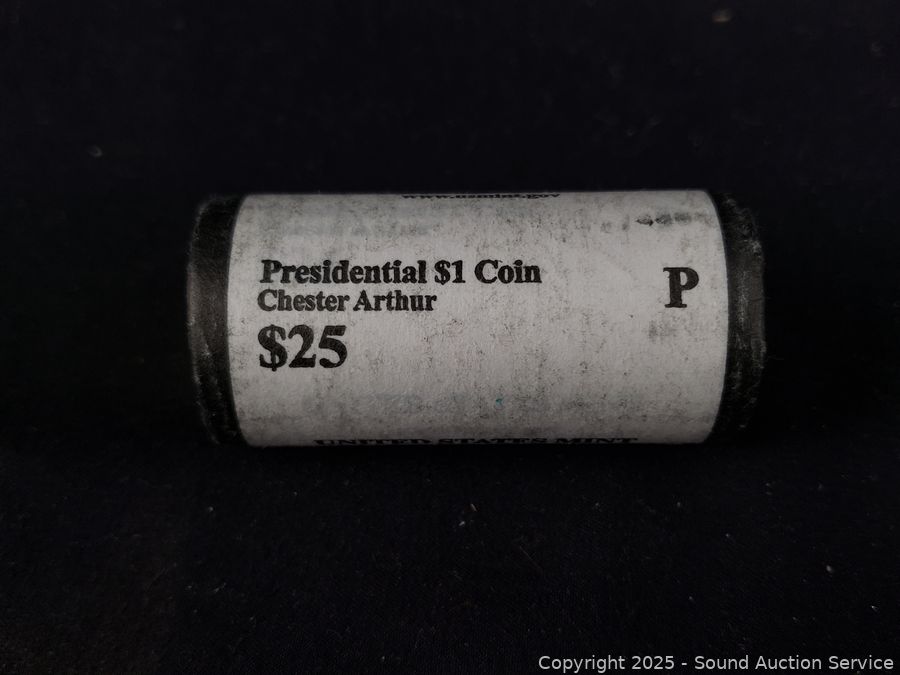 www.usmint.gov
Presidential $1 Coin
Chester Arthur
$25
P
UNITED STATES MINT
Copyright 2025 - Sound Auction Service